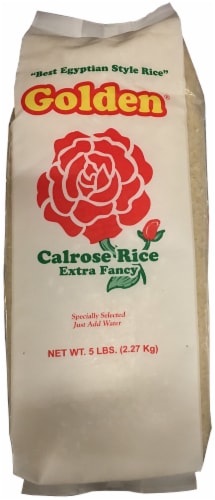 "Best Egyptian Style Rice"
Golden
Calrose Rice
Extra Fancy
Specially Selected
Just Add Water
NET WT. 5 LBS. (2.27 Kg)